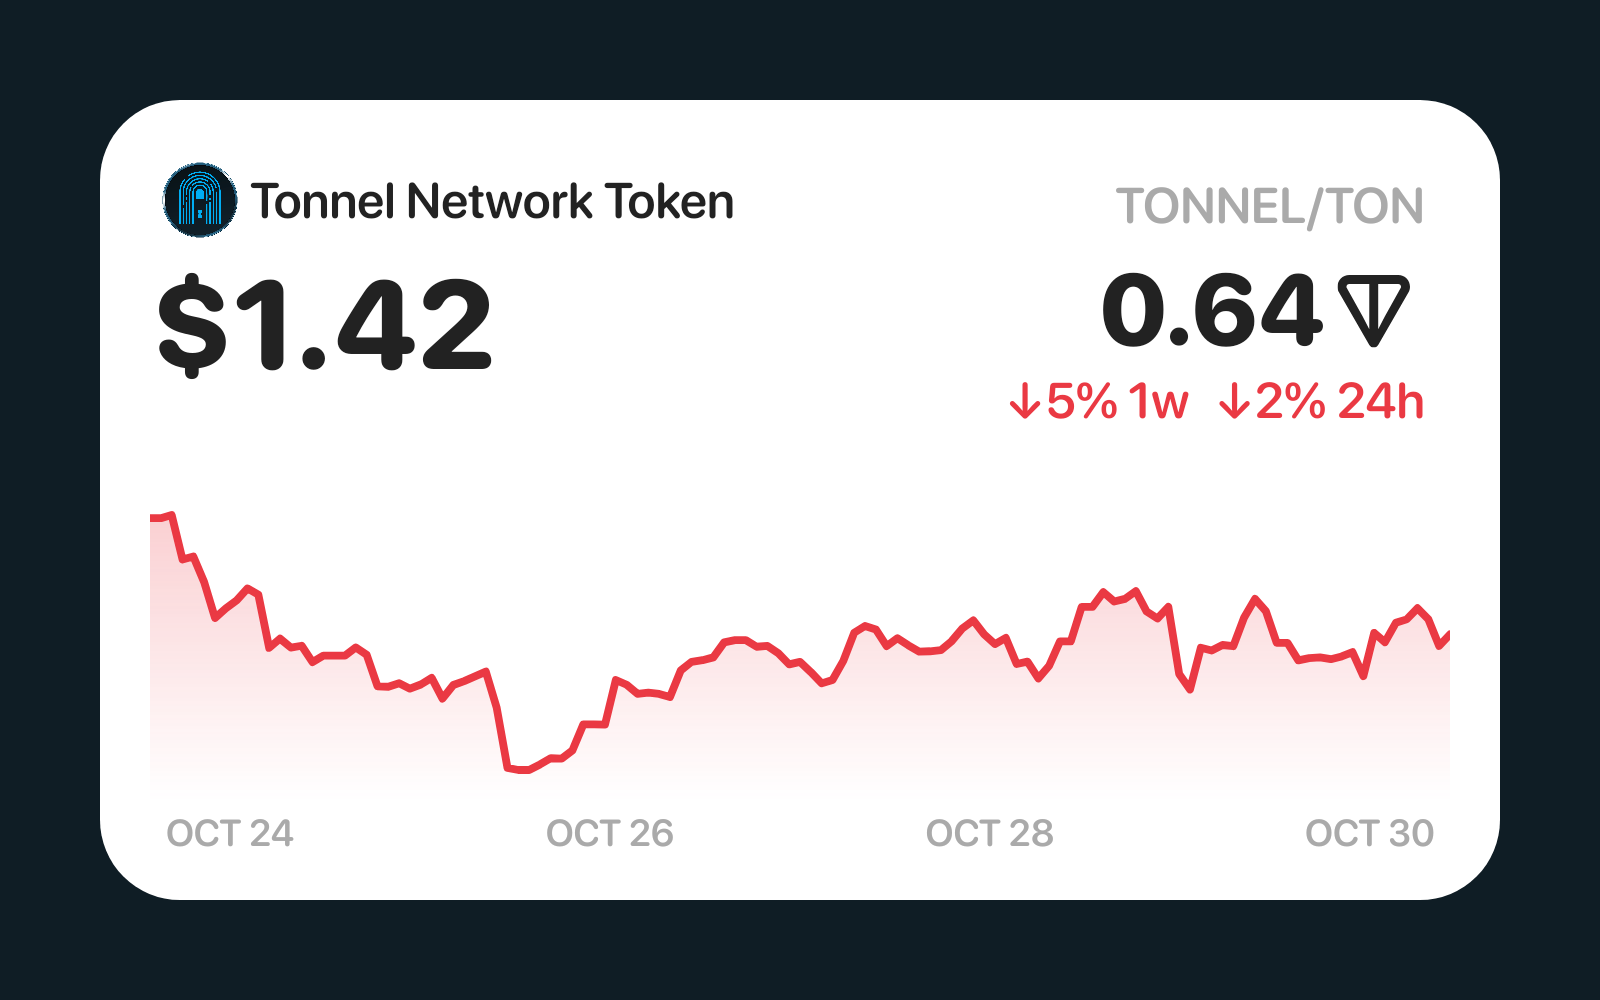 Tonnel Network Token
TONNEL/TON
$1.42
0.64
↓5% 1w ↓2% 24h
OCT 24 OCT 26 OCT 28 OCT 30